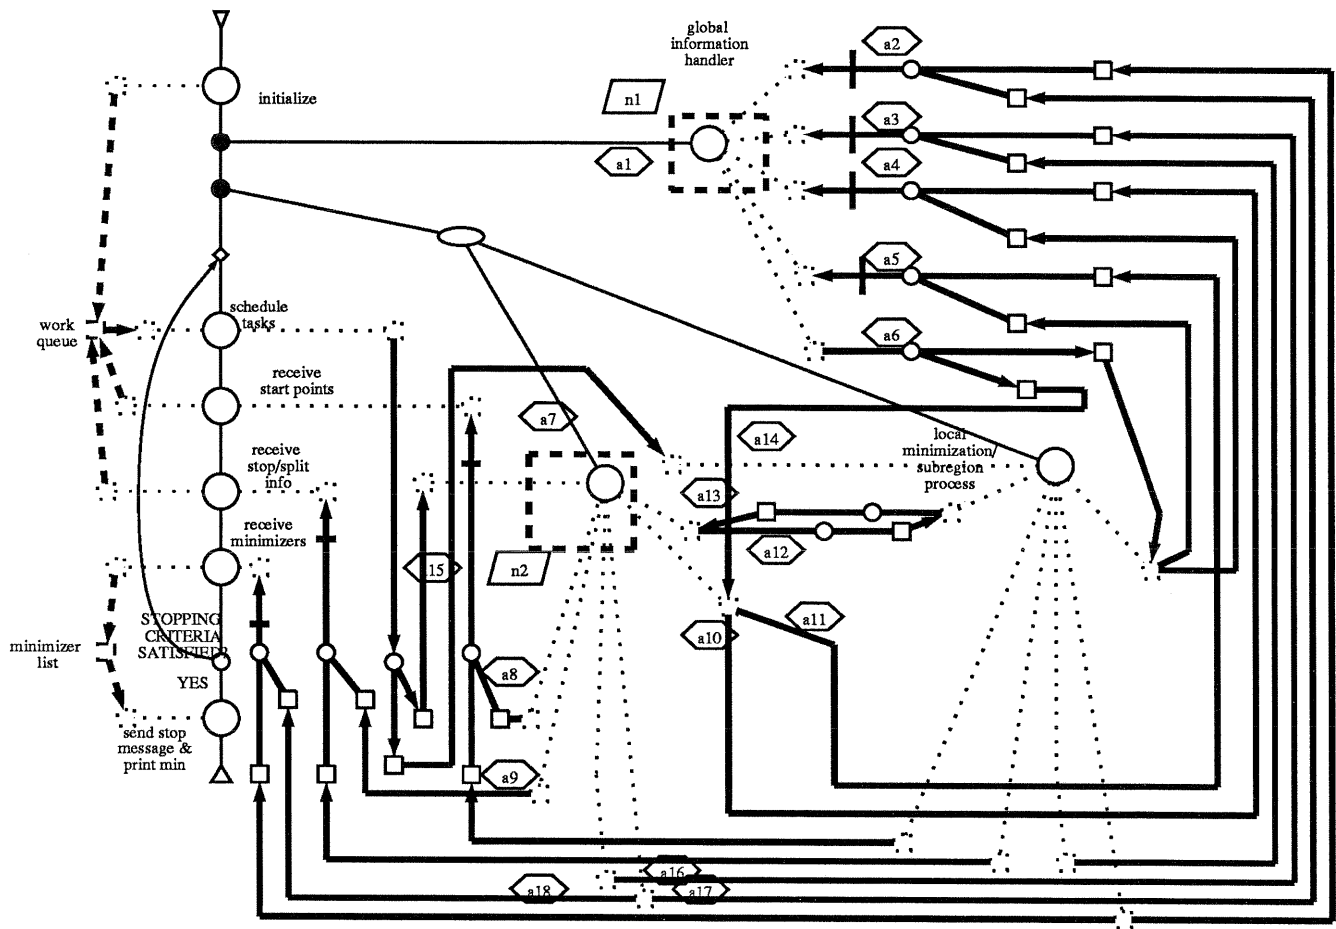 global
information
handler
a2
n1
initialize
a3
a1
a4
a5
schedule
tasks
work
queue
a6
receive
start points
a7
a14
local
minimization/
subregion
process
receive
stop/split
info
a13
receive
minimizers
a12
15
n2
STOPPING
CRITERIA
SATISFIED?
a11
a10
minimizer
list
YES
a8
send stop
message &
print min
a9
a16
a18
a17